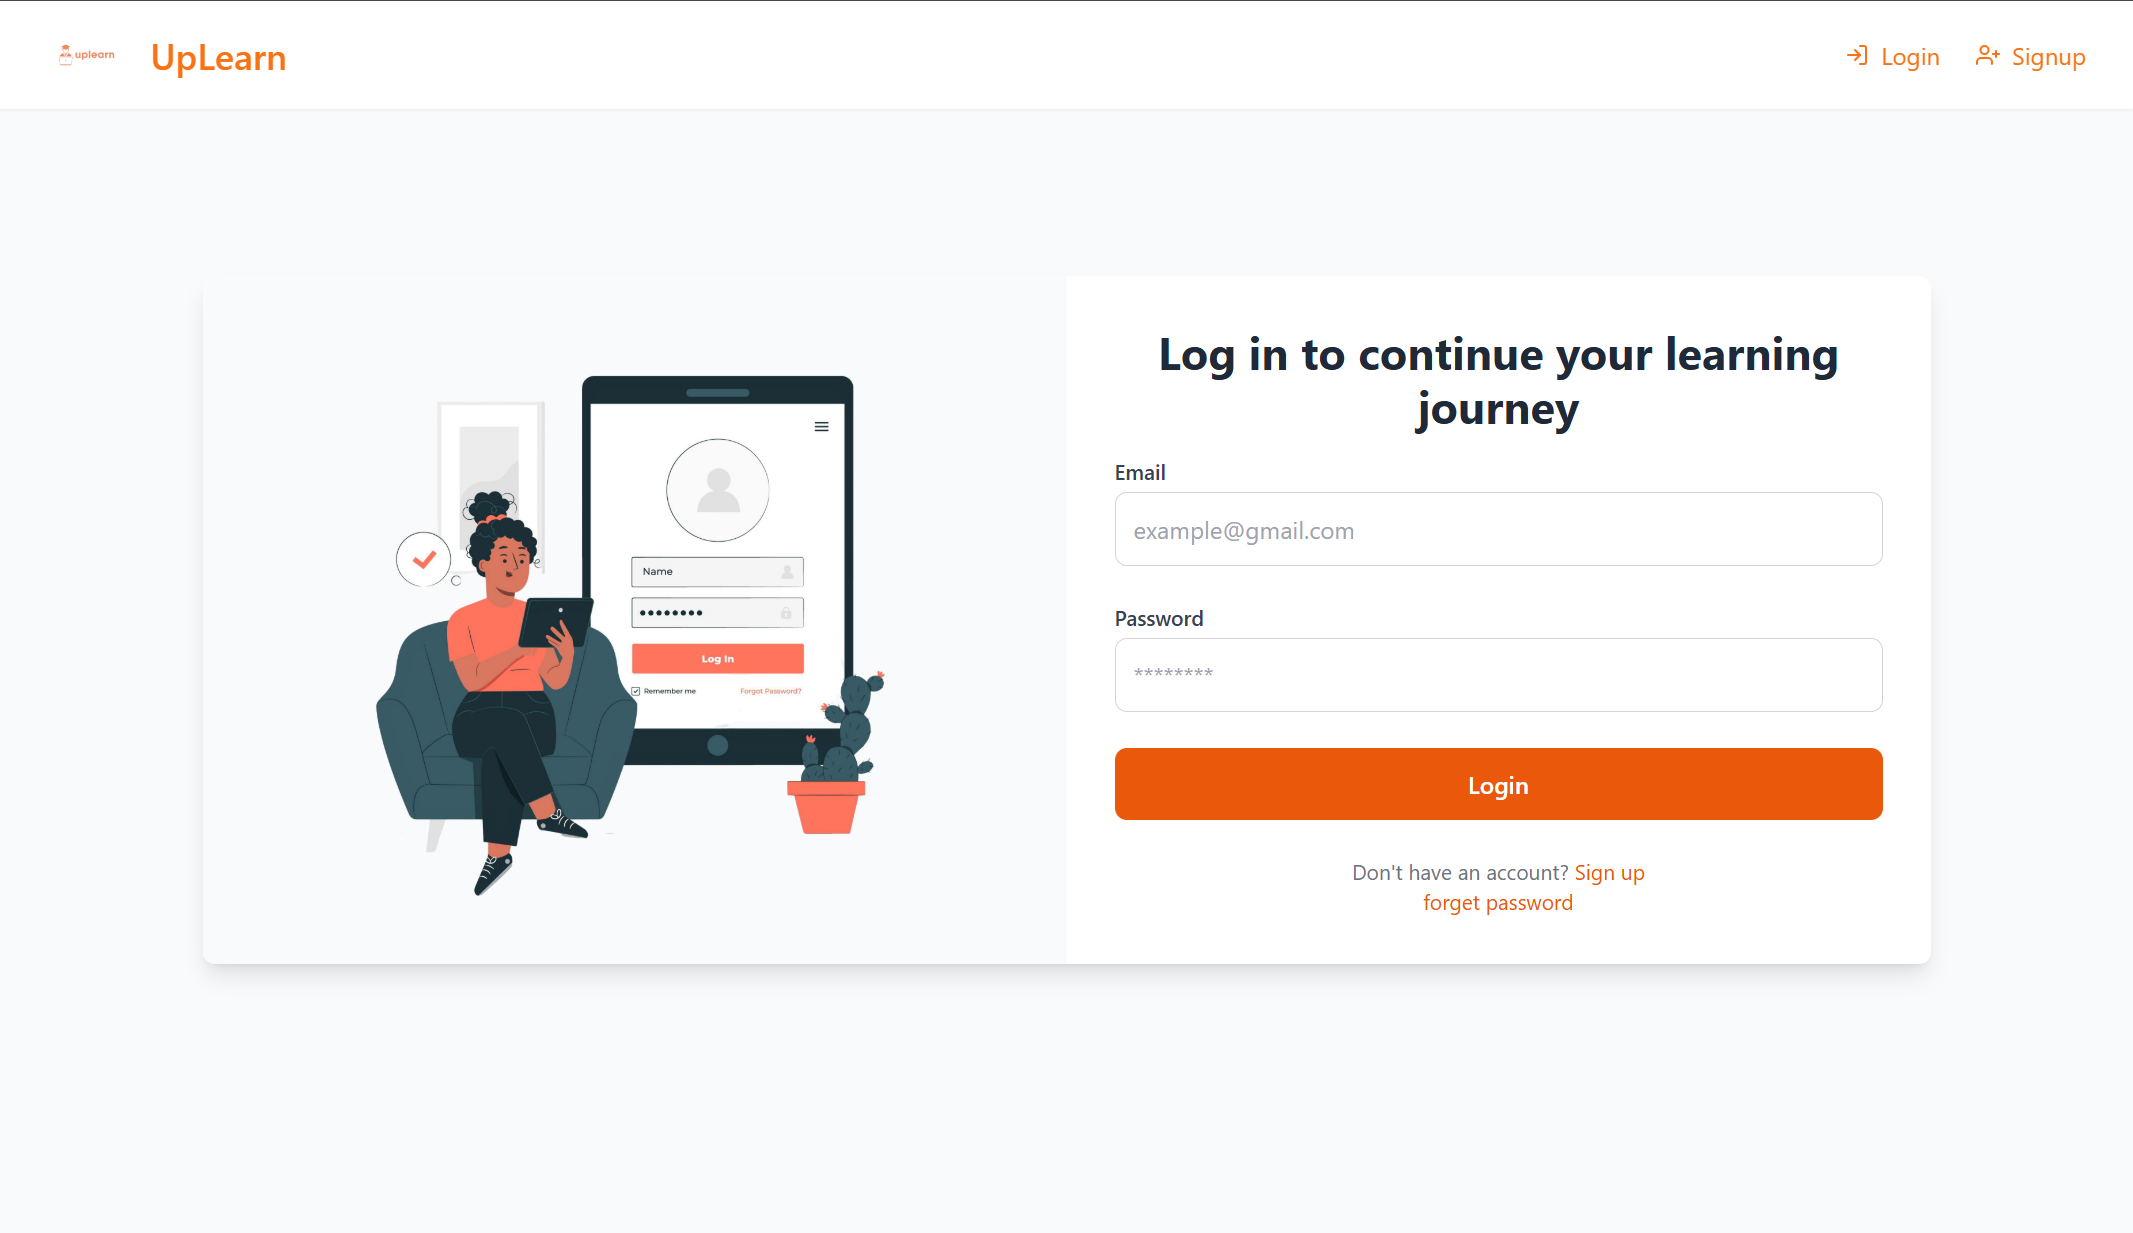 uplearn
UpLearn
Login
Signup
Name
••••••••
Log In
Remember me
Forgot Password?
Log in to continue your learning
journey
Email
example@gmail.com
Password
********
Login
Don't have an account? Sign up
forget password